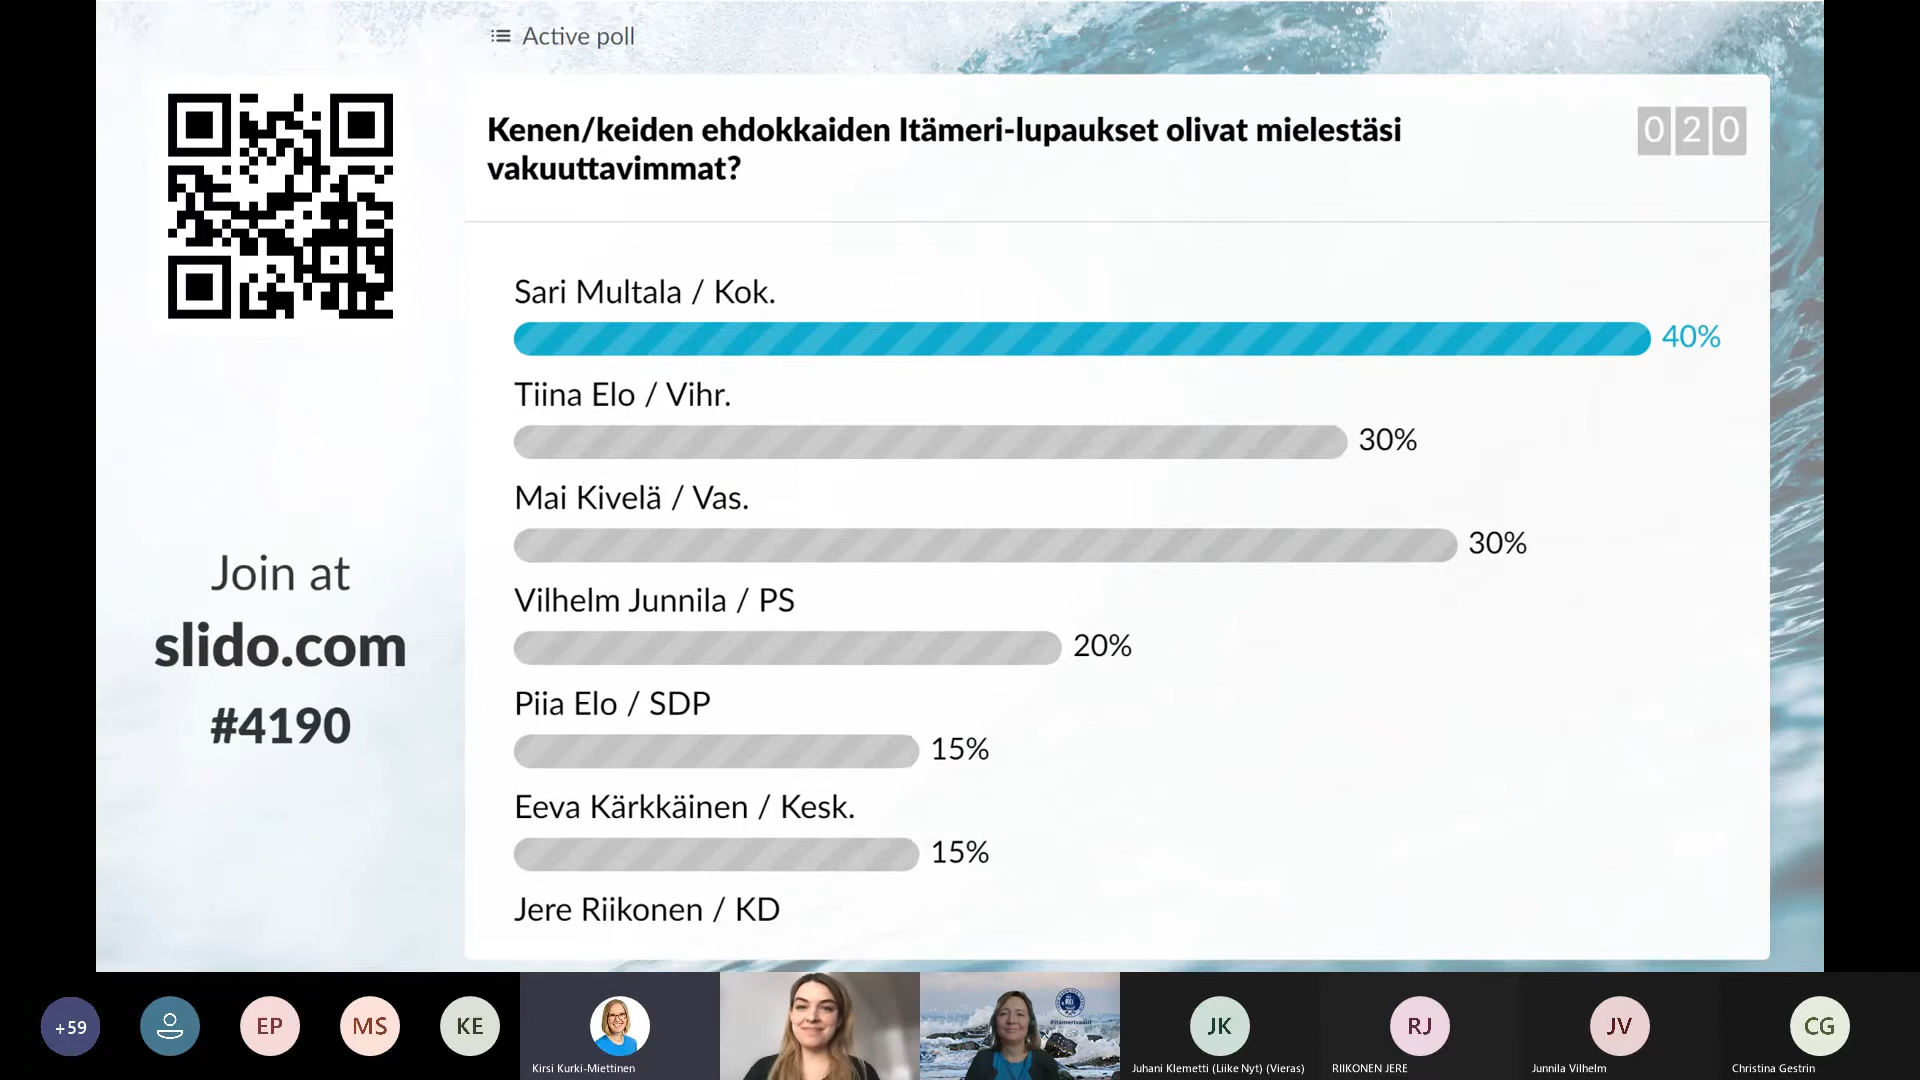 Active poll
Kenen/keiden ehdokkaiden Itämeri-lupaukset olivat mielestäsi
vakuuttavimmat?
020
Sari Multala / Kok.
40%
Tiina Elo / Vihr.
30%
Mai Kivelä / Vas.
30%
Vilhelm Junnila / PS
20%
Piia Elo / SDP
15%
Eeva Kärkkäinen / Kesk.
15%
Jere Riikonen / KD
Join at
slido.com
#4190
+59
EP
MS
KE
Kirsi Kurki-Miettinen
#itämerivaalit
JK
Juhani Klemetti (Liike Nyt) (Vieras)
RJ
RIIKONEN JERE
JV
Junnila Vilhelm
CG
Christina Gestrin